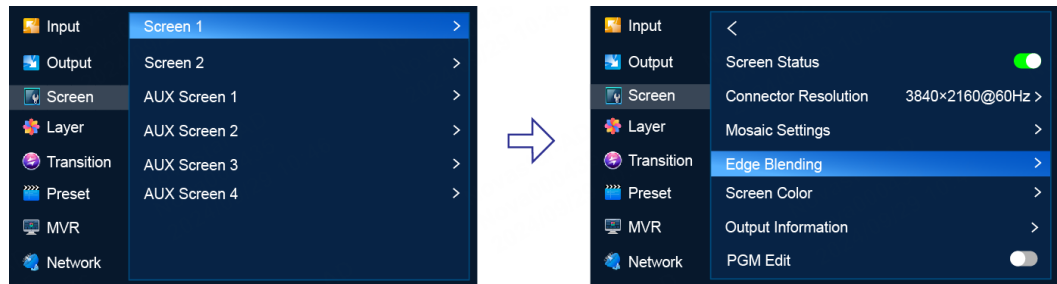 Input
Output
Screen
Layer
Transition
Preset
MVR
Network
Screen 1 >
Screen 2 >
AUX Screen 1 >
AUX Screen 2 >
AUX Screen 3 >
AUX Screen 4 >
Input
Output
Screen
Layer
Transition
Preset
MVR
Network
<
Screen Status
Connector Resolution 3840×2160@60Hz >
Mosaic Settings >
Edge Blending >
Screen Color >
Output Information >
PGM Edit